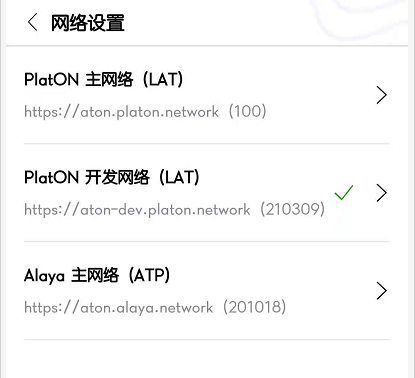 网络设置
PlatON 主网络（LAT）
https://aton.platon.network（100）
PlatON 开发网络（LAT）
https://aton-dev.platon.network（210309）
Alaya 主网络（ATP）
https://aton.alaya.network（201018）